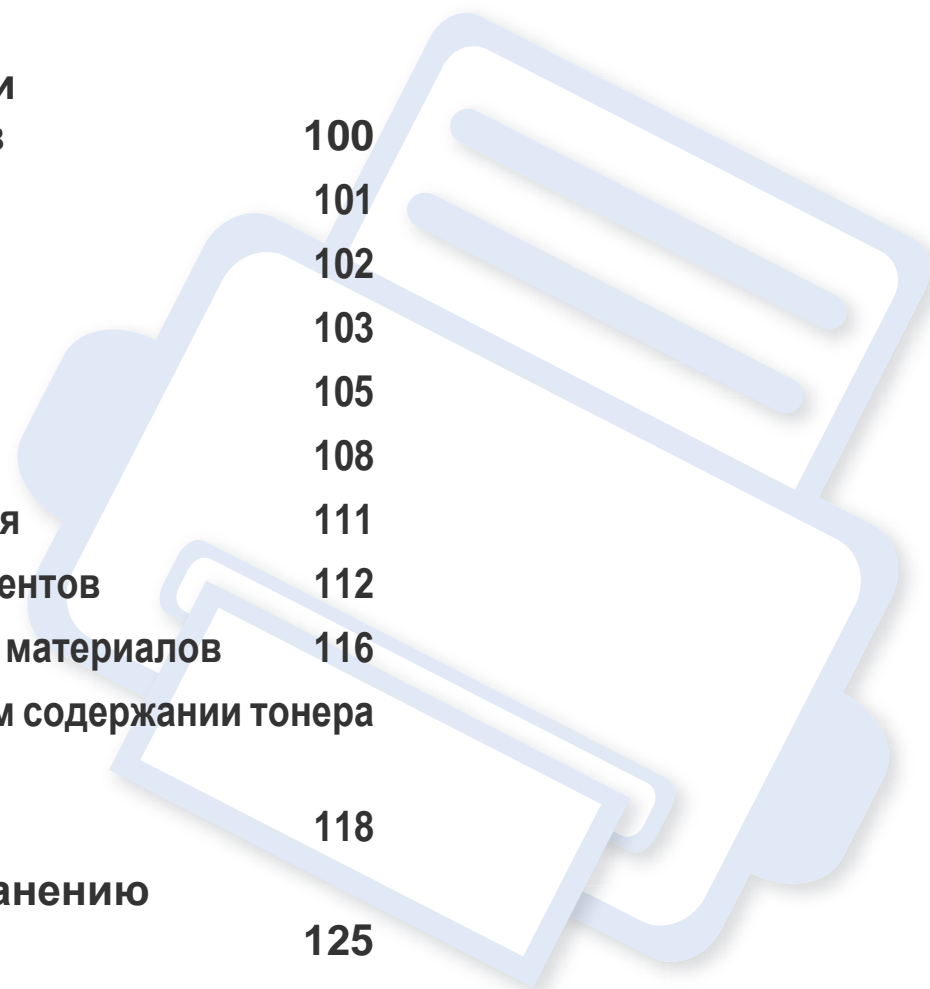 и
в 100
101
102
103
105
108
я 111
ентов 112
материалов 116
м содержании тонера
118
анению
125